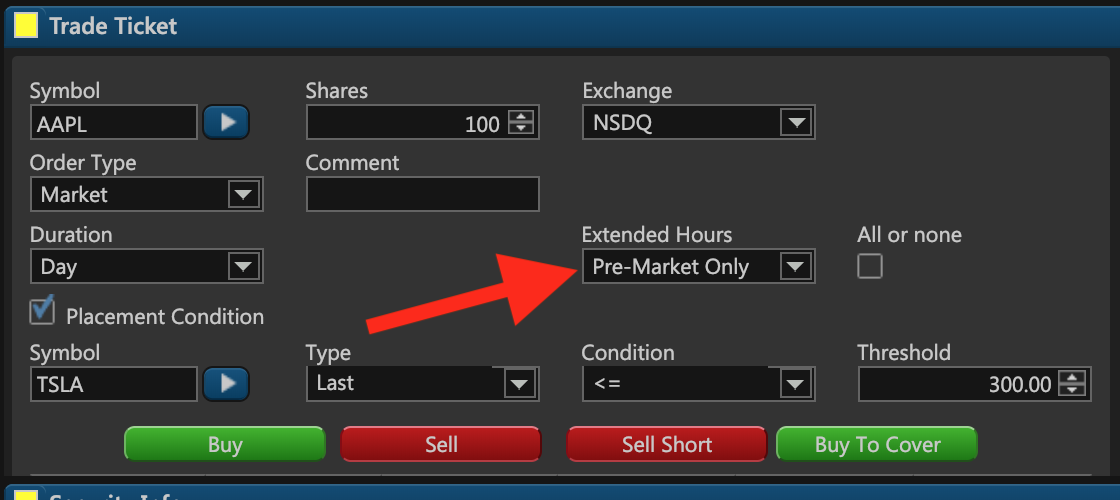 Trade Ticket
Symbol Shares Exchange
AAPL 100 NSDQ
Order Type Comment
Market
Duration Extended Hours All or none
Day Pre-Market Only
Placement Condition
Symbol Type Condition Threshold
TSLA Last <= 300.00
Buy Sell Sell Short Buy To Cover
Security Info